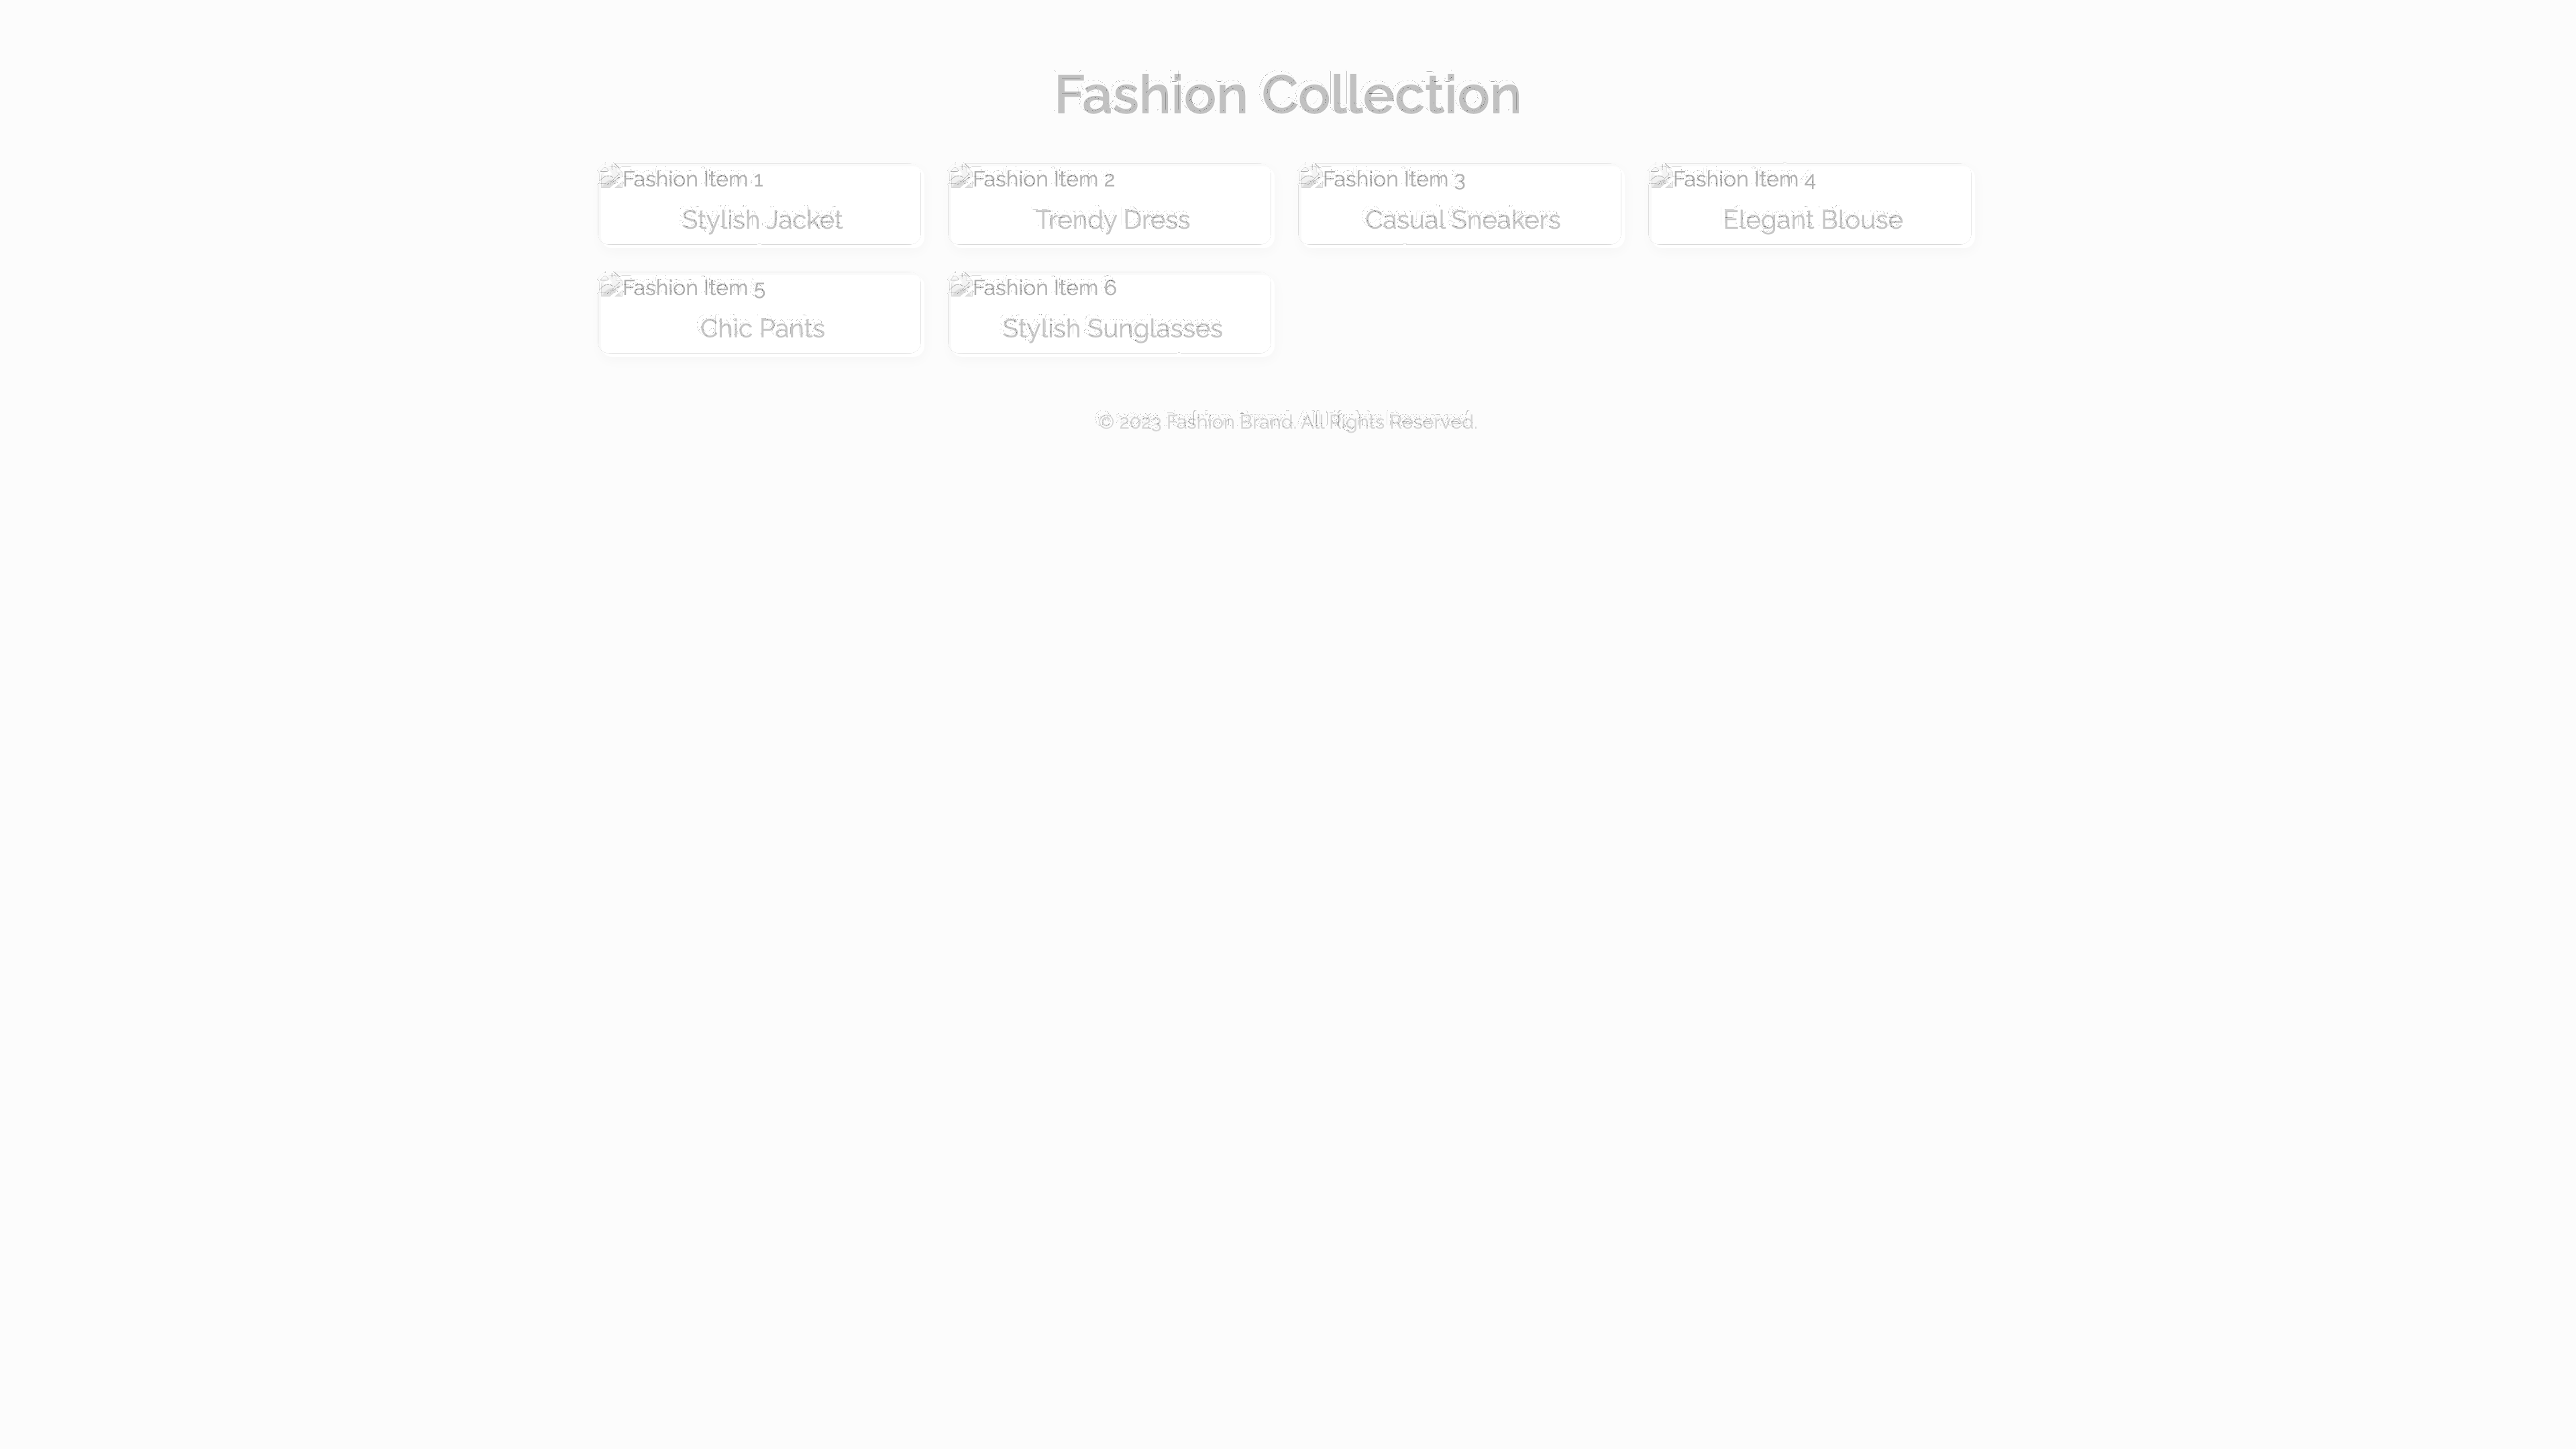 Fashion Collection
Fashion Item 1
Fashion Item 2
Fashion Item 3
Fashion Item 4
Stylish Jacket
Trendy Dress
Casual Sneakers
Elegant Blouse
Fashion Item 5
Fashion Item 6
Chic Pants
Stylish Sunglasses
© 2023 Fashion Brand. All Rights Reserved.